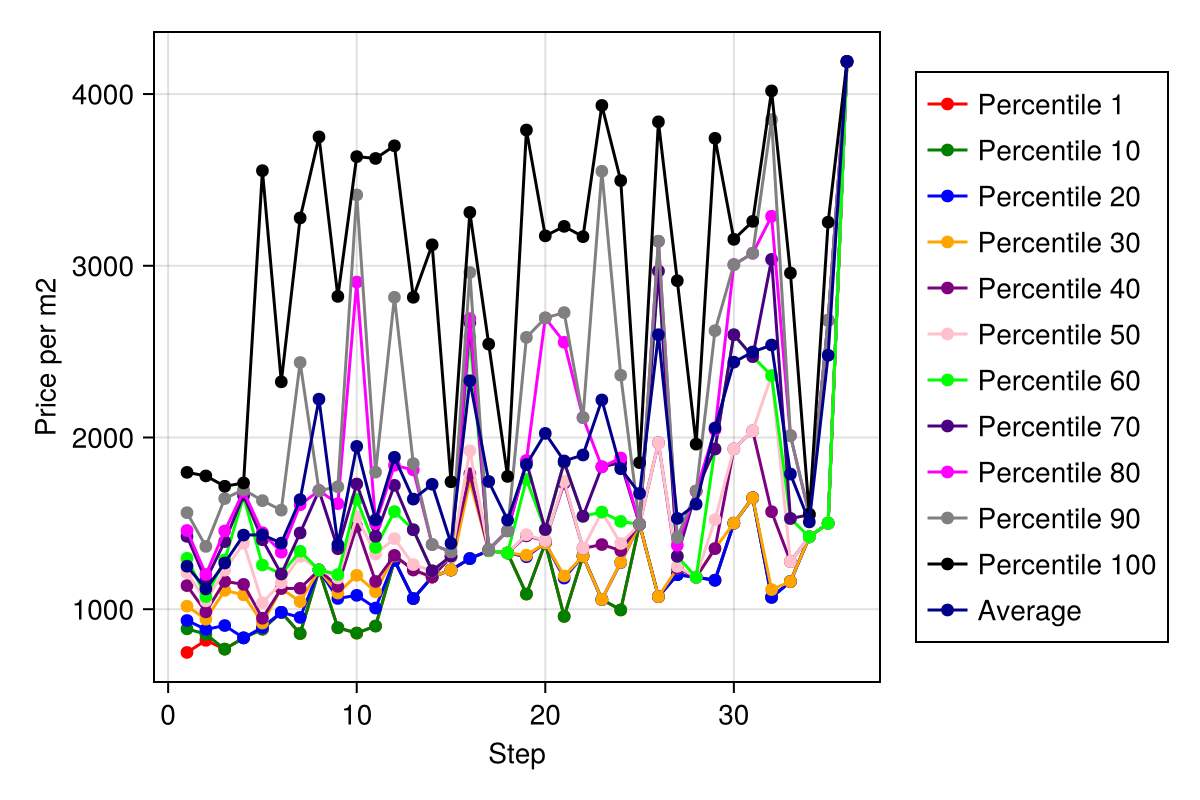 4000
3000
2000
1000
Price per m2
0
10
20
30
Step
Percentile 1
Percentile 10
Percentile 20
Percentile 30
Percentile 40
Percentile 50
Percentile 60
Percentile 70
Percentile 80
Percentile 90
Percentile 100
Average